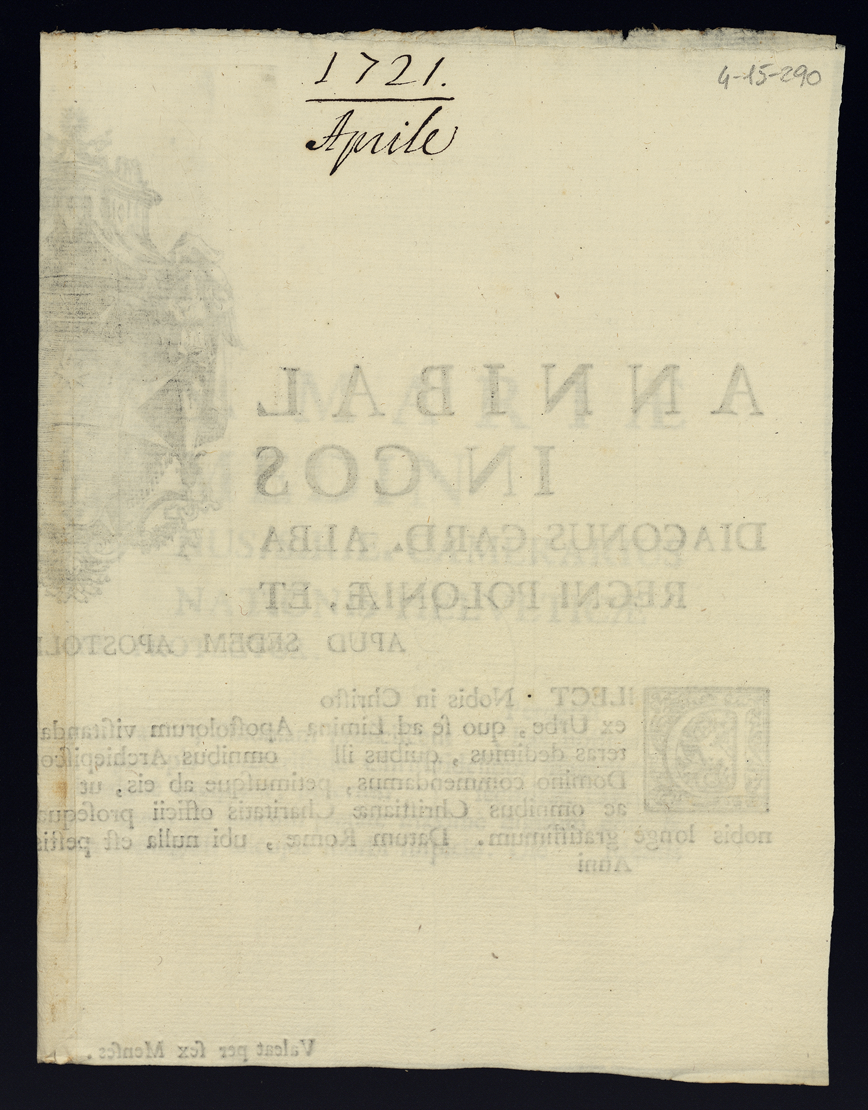 1721.
Aprile
4-15-290
ANNIBAL
IN COS
DIACONUS CARD. ALBA
REGNI POLONIÆ, ET
APUD SEDEM APOSTOLI
ILECT · Nobis in Chriſto
ex Urbe, quo ſe ad Limina Apoſtolorum viſitanda
teras dedimus, quibus ill omnibus Archiepiſco
Domino commendamus, petimuſque ab eis, ut
ac omnibus Chriſtianæ Charitatis officii proſequa
nobis longè gratiſſimum. Datum Romæ, ubi nulla eſt peſtis
Anni
Valeat per ſex Menſes.